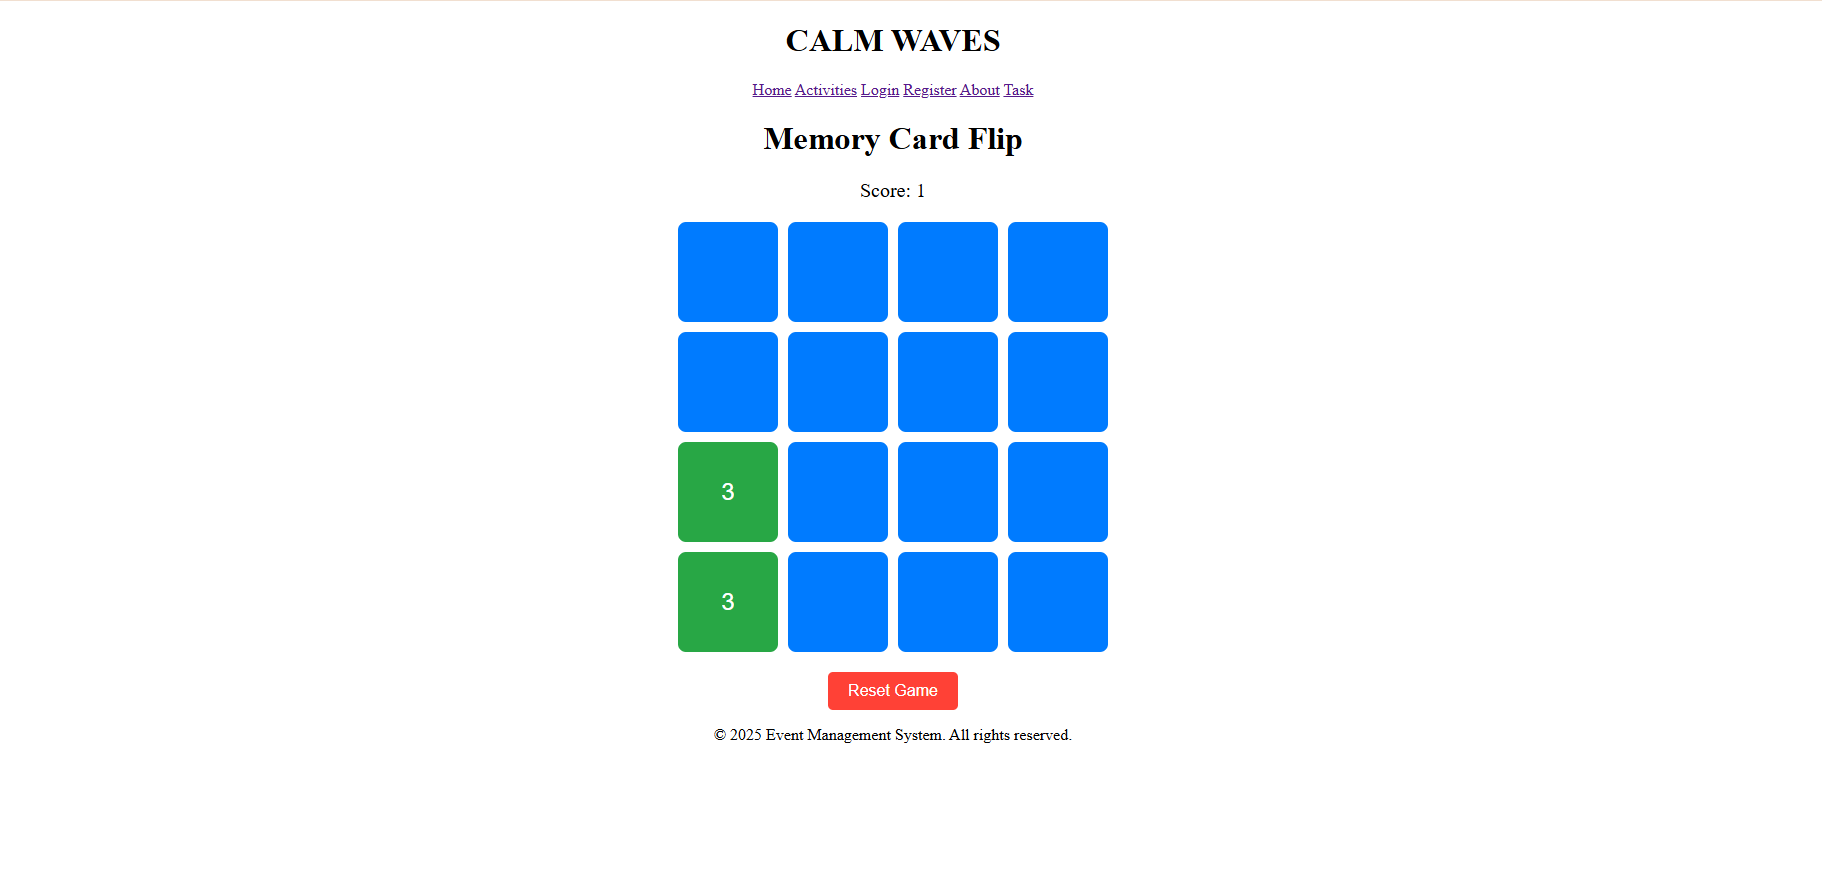 CALM WAVES
Home Activities Login Register About Task
Memory Card Flip
Score: 1
3
3
Reset Game
© 2025 Event Management System. All rights reserved.